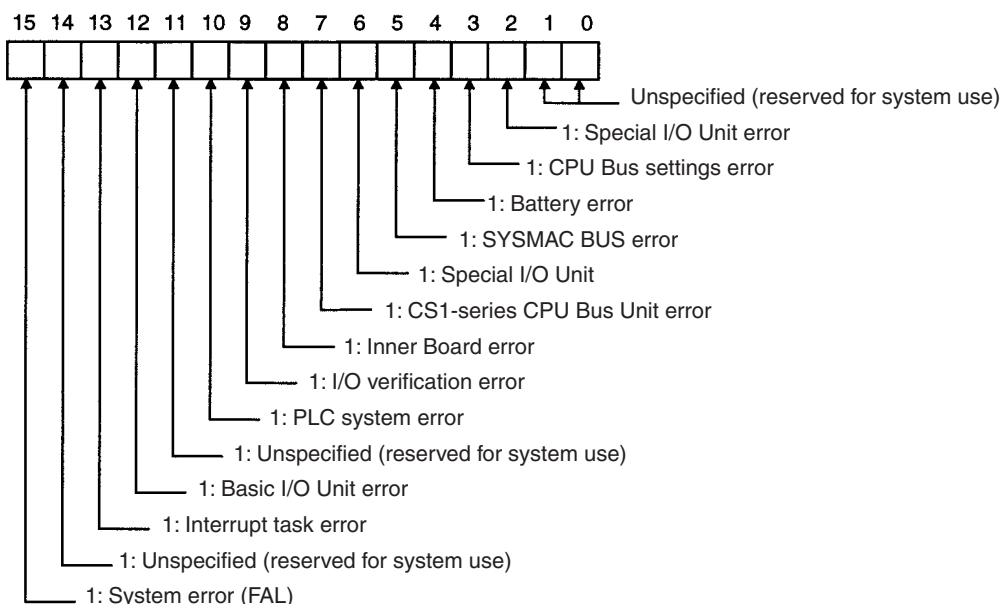 15 14 13 12 11 10 9 8 7 6 5 4 3 2 1 0
Unspecified (reserved for system use)
1: Special I/O Unit error
1: CPU Bus settings error
1: Battery error
1: SYSMAC BUS error
1: Special I/O Unit
1: CS1-series CPU Bus Unit error
1: Inner Board error
1: I/O verification error
1: PLC system error
1: Unspecified (reserved for system use)
1: Basic I/O Unit error
1: Interrupt task error
1: Unspecified (reserved for system use)
1: System error (FAL)